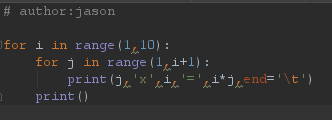 # author:jason
for i in range(1,10):
    for j in range(1,i+1):
        print(j,'x',i,'=',i*j,end='\t')
    print()